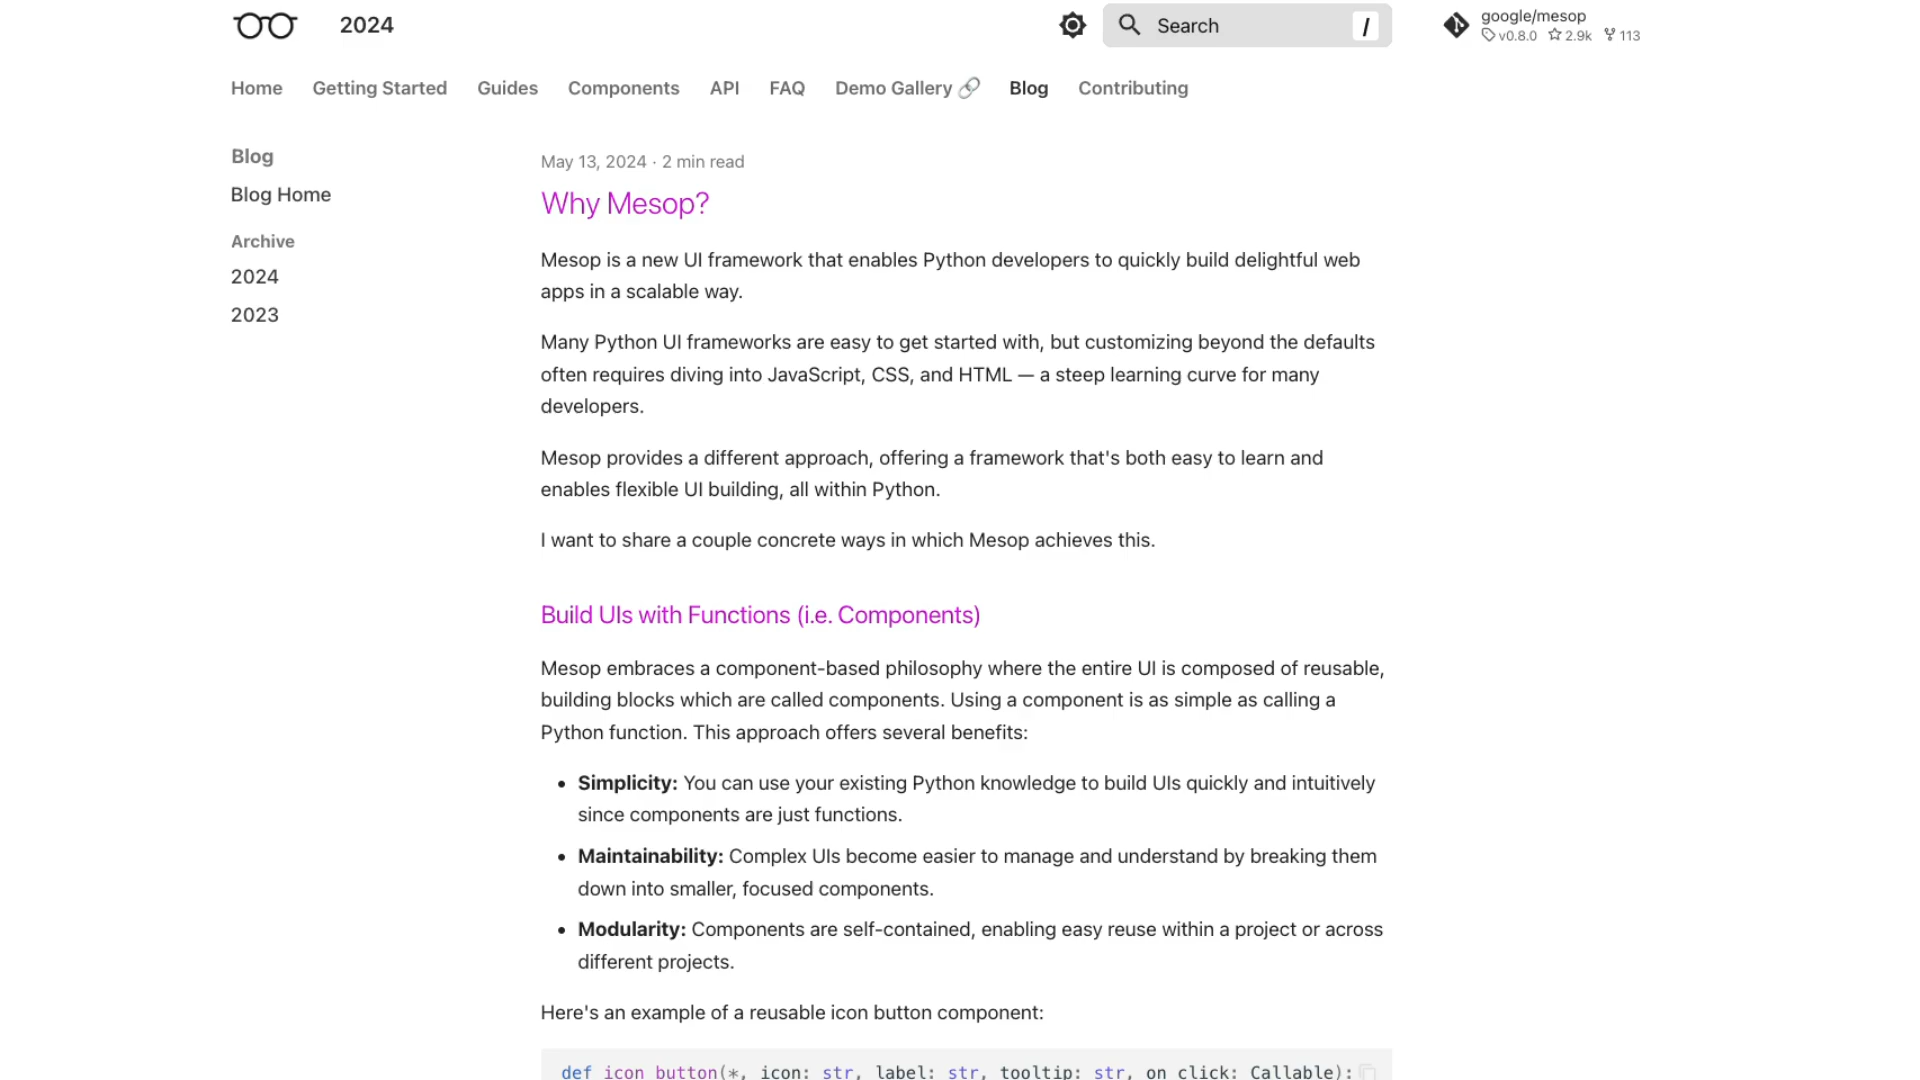 2024
Search
/
google/mesop
v0.8.0 2.9k 113
Home Getting Started Guides Components API FAQ Demo Gallery Blog Contributing
Blog
Blog Home
Archive
2024
2023
May 13, 2024 · 2 min read
Why Mesop?
Mesop is a new UI framework that enables Python developers to quickly build delightful web
apps in a scalable way.
Many Python UI frameworks are easy to get started with, but customizing beyond the defaults
often requires diving into JavaScript, CSS, and HTML — a steep learning curve for many
developers.
Mesop provides a different approach, offering a framework that's both easy to learn and
enables flexible UI building, all within Python.
I want to share a couple concrete ways in which Mesop achieves this.
Build UIs with Functions (i.e. Components)
Mesop embraces a component-based philosophy where the entire UI is composed of reusable,
building blocks which are called components. Using a component is as simple as calling a
Python function. This approach offers several benefits:
• Simplicity: You can use your existing Python knowledge to build UIs quickly and intuitively
since components are just functions.
• Maintainability: Complex UIs become easier to manage and understand by breaking them
down into smaller, focused components.
• Modularity: Components are self-contained, enabling easy reuse within a project or across
different projects.
Here's an example of a reusable icon button component:
def icon_button(*, icon: str, label: str, tooltip: str, on_click: Callable):